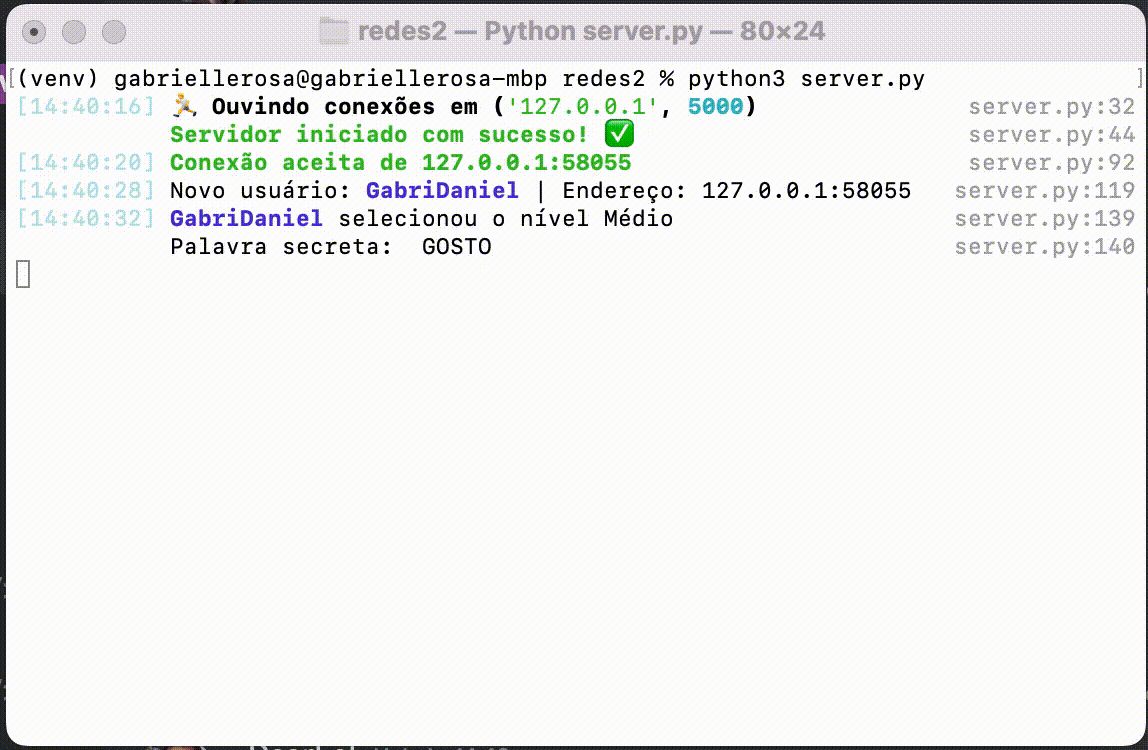 redes2 — Python server.py — 80×24
[(venv) gabriellerosa@gabriellerosa-mbp redes2 % python3 server.py ]
[14:40:16] 🏃 Ouvindo conexões em ('127.0.0.1', 5000) server.py:32
Servidor iniciado com sucesso! ✅ server.py:44
[14:40:20] Conexão aceita de 127.0.0.1:58055 server.py:92
[14:40:28] Novo usuário: GabriDaniel | Endereço: 127.0.0.1:58055 server.py:119
[14:40:32] GabriDaniel selecionou o nível Médio server.py:139
Palavra secreta:  GOSTO server.py:140